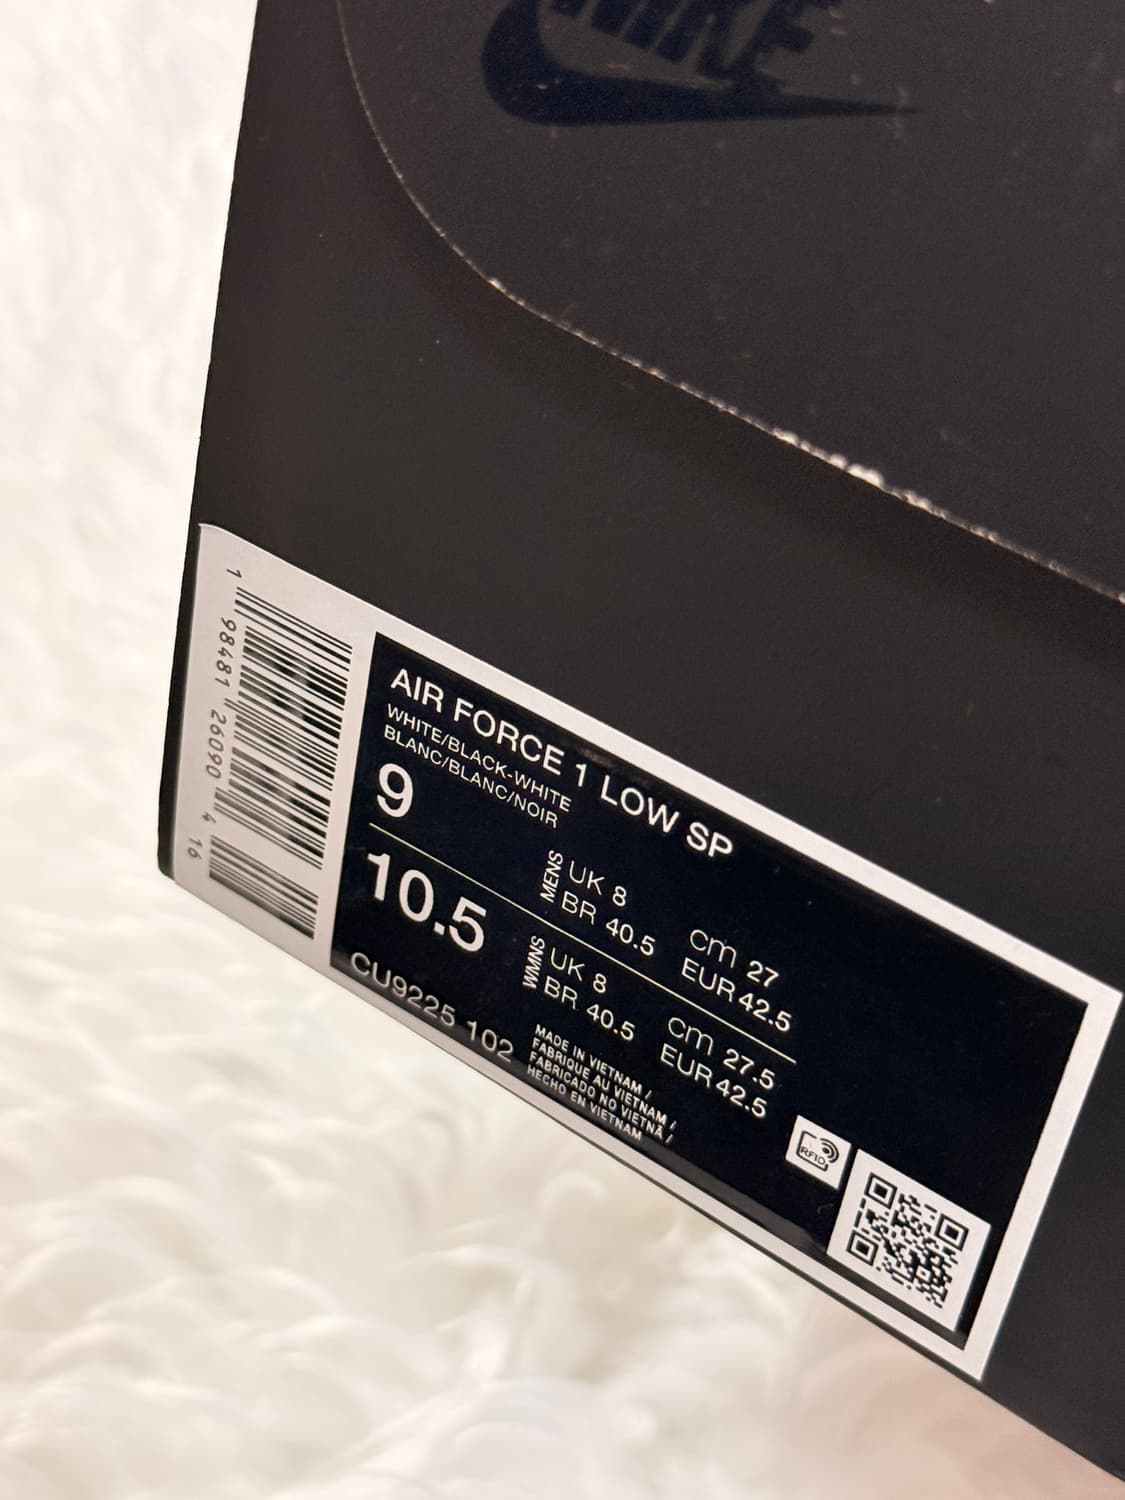 NIKE
AIR FORCE 1 LOW SP
WHITE/BLACK-WHITE
BLANC/BLANC/NOIR
9
MENS
UK 8
BR 40.5
cm 27
EUR 42.5
10.5
WMNS
UK 8
BR 40.5
cm 27.5
EUR 42.5
CU9225 102
MADE IN VIETNAM /
FABRIQUE AU VIETNAM /
FABRICADO NO VIETNÃ /
HECHO EN VIETNAM
RFID
1 98481 26090 4 16